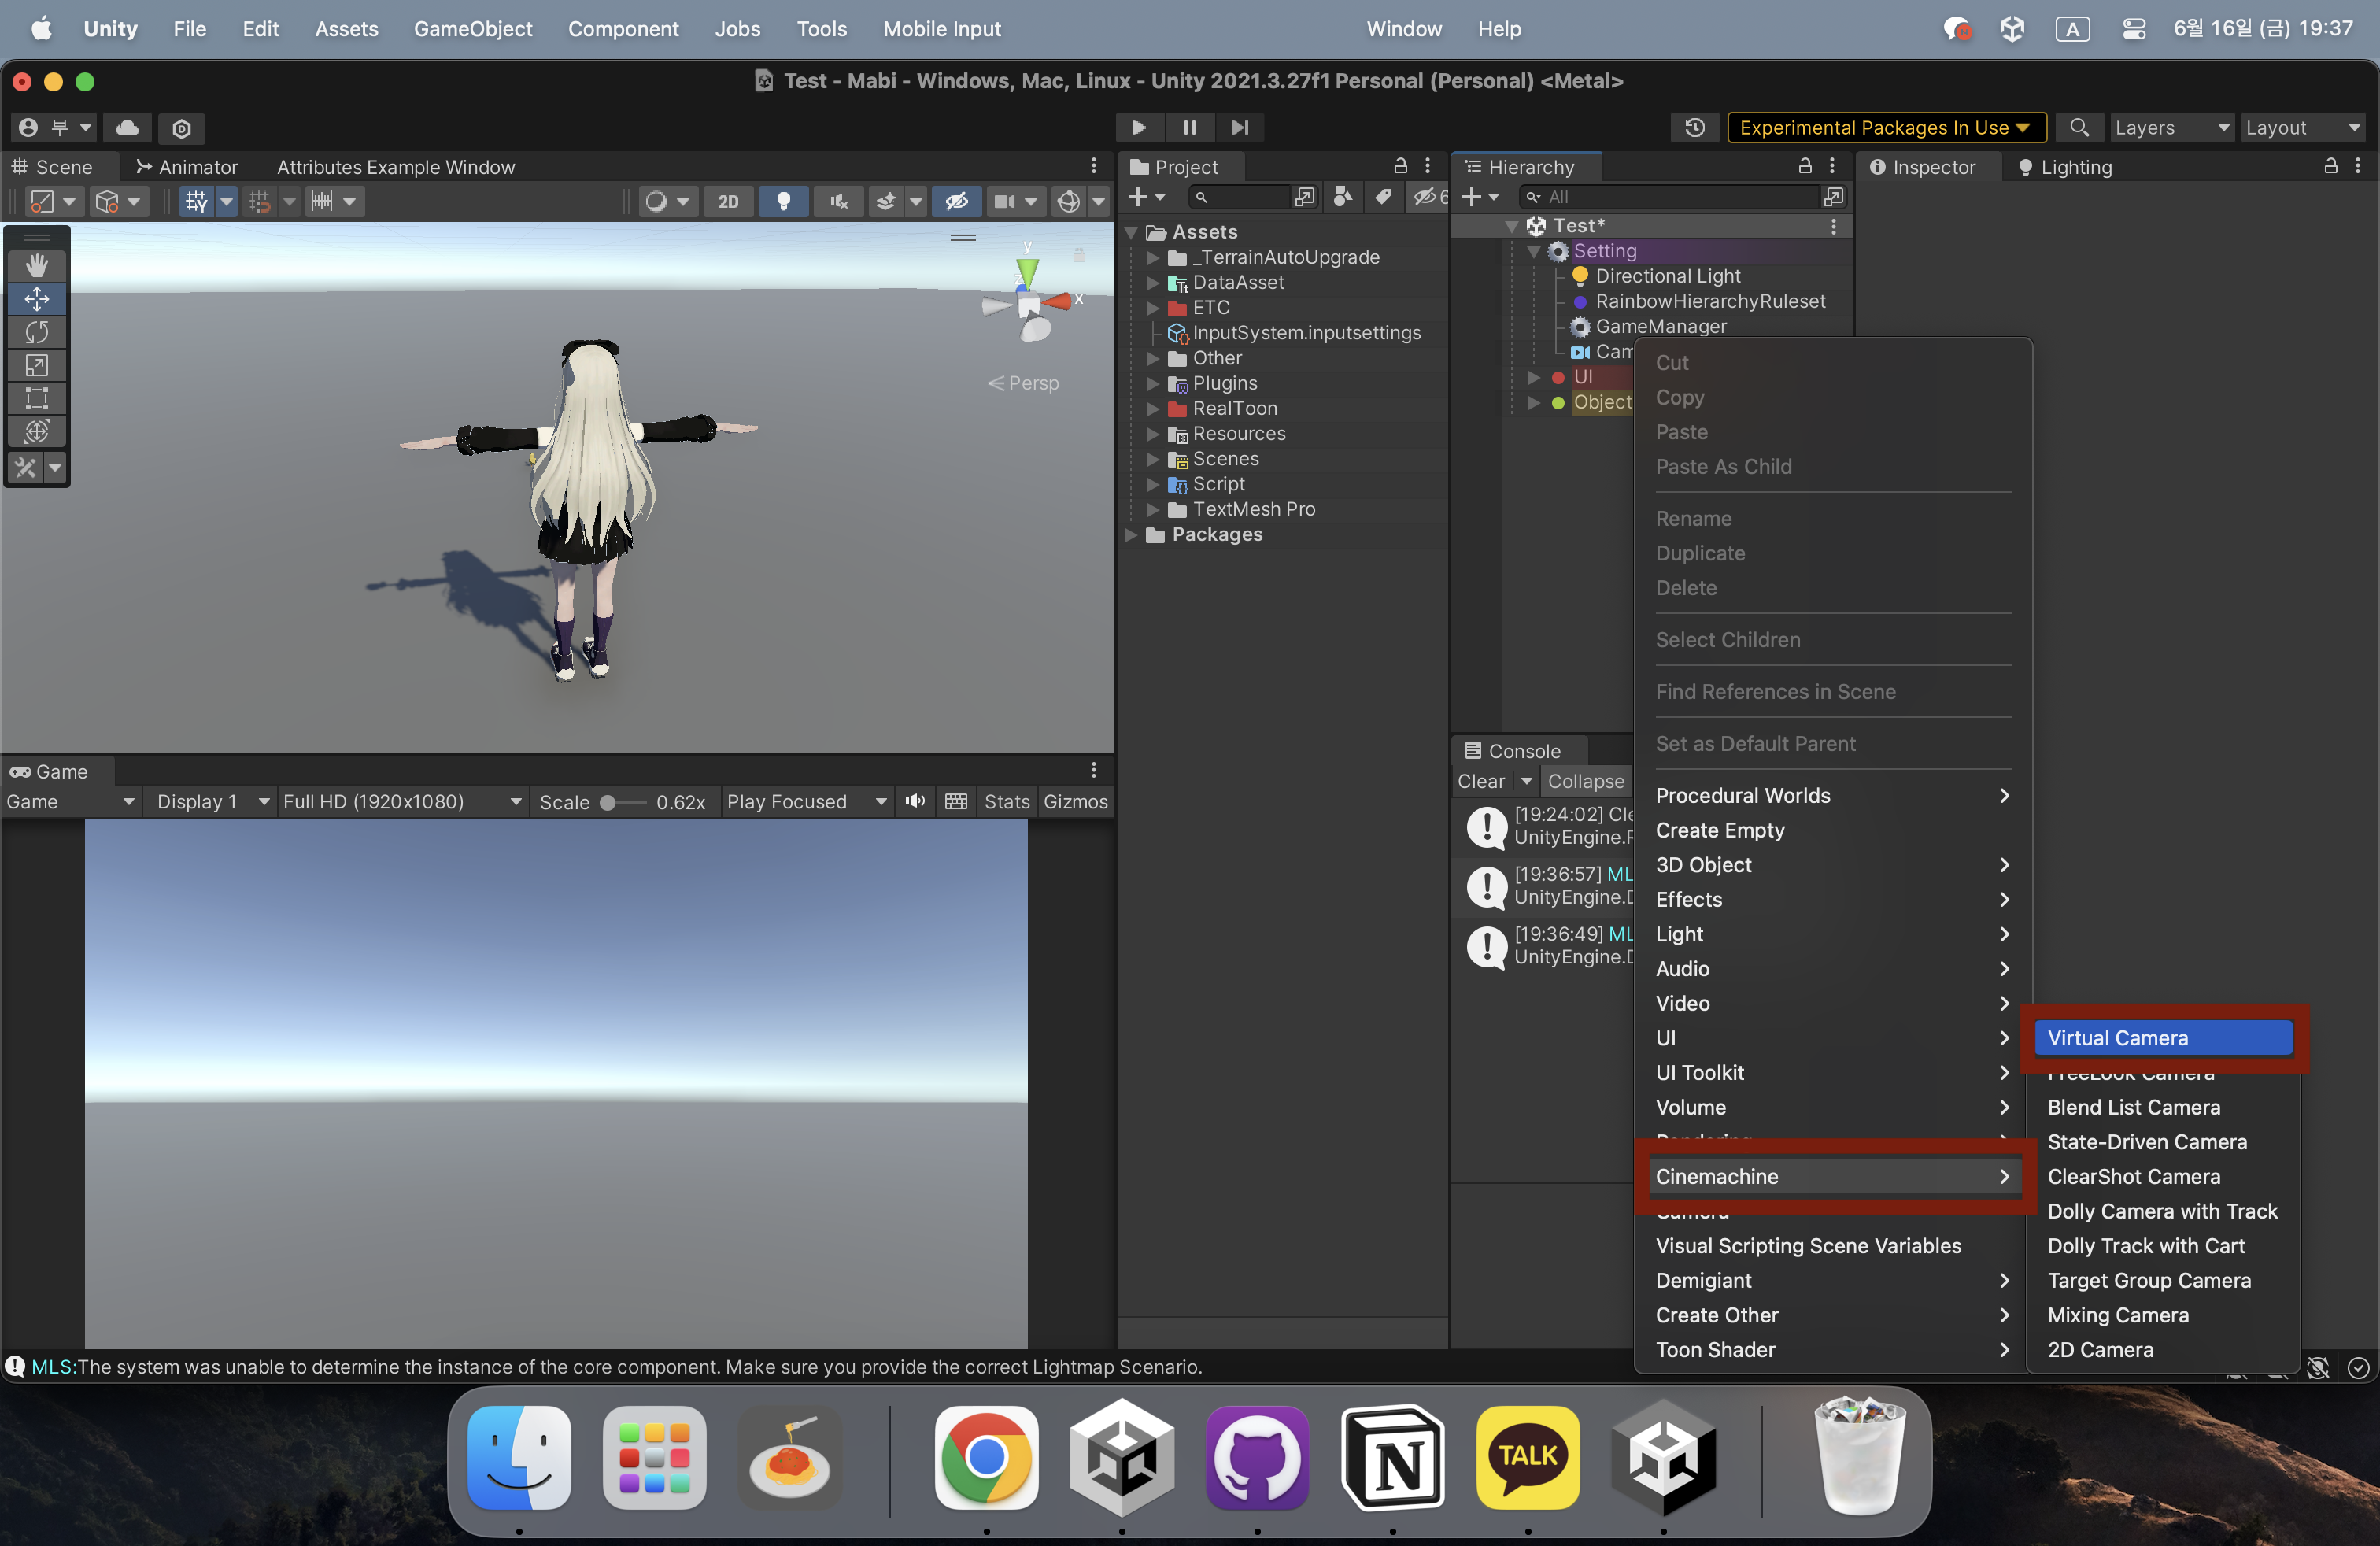 Unity File Edit Assets GameObject Component Jobs Tools Mobile Input Window Help A 6월 16일 (금) 19:37
Test - Mabi - Windows, Mac, Linux - Unity 2021.3.27f1 Personal (Personal) <Metal>
부 Experimental Packages In Use Layers Layout
Scene Animator Attributes Example Window
2D
y
x
z
Persp
Project
6
Assets
_TerrainAutoUpgrade
DataAsset
ETC
InputSystem.inputsettings
Other
Plugins
RealToon
Resources
Scenes
Script
TextMesh Pro
Packages
Hierarchy
All
Test*
Setting
Directional Light
RainbowHierarchyRuleset
GameManager
Cam
UI
Object
Inspector Lighting
Cut
Copy
Paste
Paste As Child
Rename
Duplicate
Delete
Select Children
Find References in Scene
Set as Default Parent
Procedural Worlds
Create Empty
3D Object
Effects
Light
Audio
Video
UI
UI Toolkit
Volume
Cinemachine
Camera
Visual Scripting Scene Variables
Demigiant
Create Other
Toon Shader
Virtual Camera
FreeLook Camera
Blend List Camera
State-Driven Camera
ClearShot Camera
Dolly Camera with Track
Dolly Track with Cart
Target Group Camera
Mixing Camera
2D Camera
Console
Clear Collapse
[19:24:02] Cle
UnityEngine.
[19:36:57] ML
UnityEngine.D
[19:36:49] ML
UnityEngine.D
Game
Game Display 1 Full HD (1920x1080) Scale 0.62x Play Focused Stats Gizmos
MLS:The system was unable to determine the instance of the core component. Make sure you provide the correct Lightmap Scenario.
N
TALK